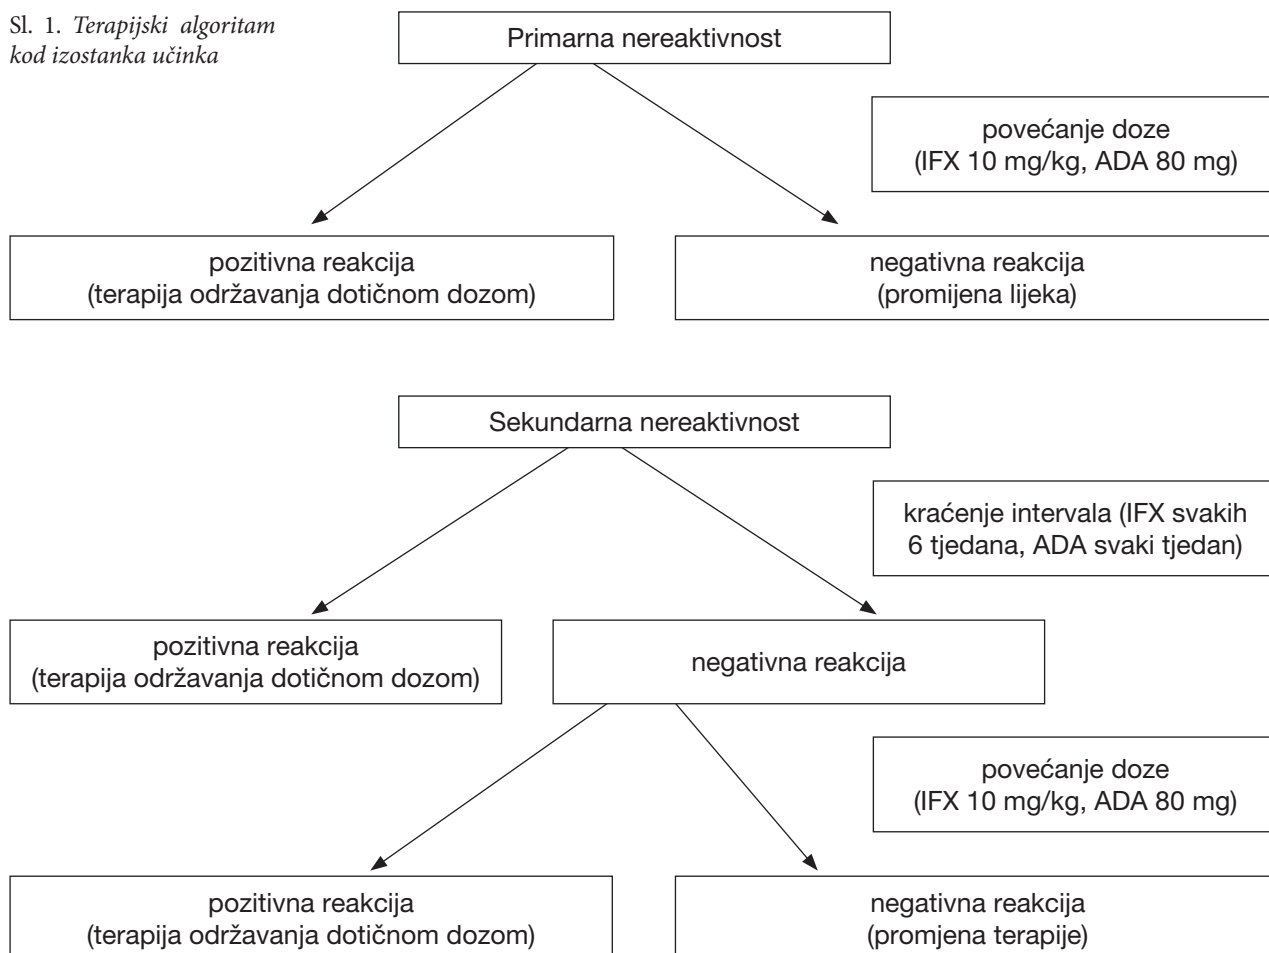 Sl. 1. Terapijski algoritam
kod izostanka učinka
Primarna nereaktivnost
povećanje doze
(IFX 10 mg/kg, ADA 80 mg)
pozitivna reakcija
(terapija održavanja dotičnom dozom)
negativna reakcija
(promijena lijeka)
Sekundarna nereaktivnost
kraćenje intervala (IFX svakih
6 tjedana, ADA svaki tjedan)
pozitivna reakcija
(terapija održavanja dotičnom dozom)
negativna reakcija
povećanje doze
(IFX 10 mg/kg, ADA 80 mg)
pozitivna reakcija
(terapija održavanja dotičnom dozom)
negativna reakcija
(promjena terapije)